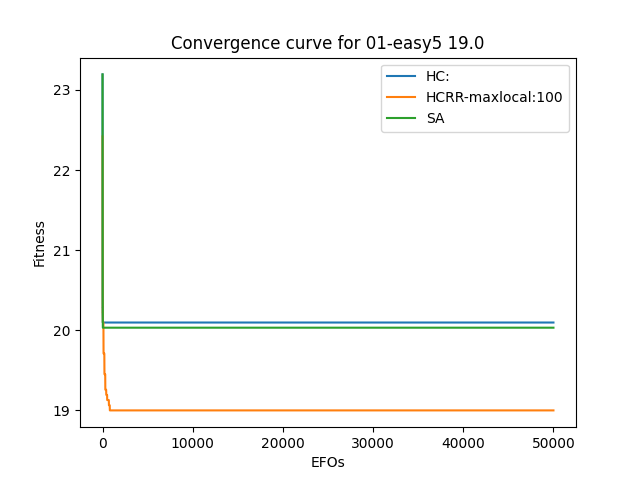 Convergence curve for 01-easy5 19.0
HC:
HCRR-maxlocal:100
SA
23
22
21
20
19
Fitness
0 10000 20000 30000 40000 50000
EFOs